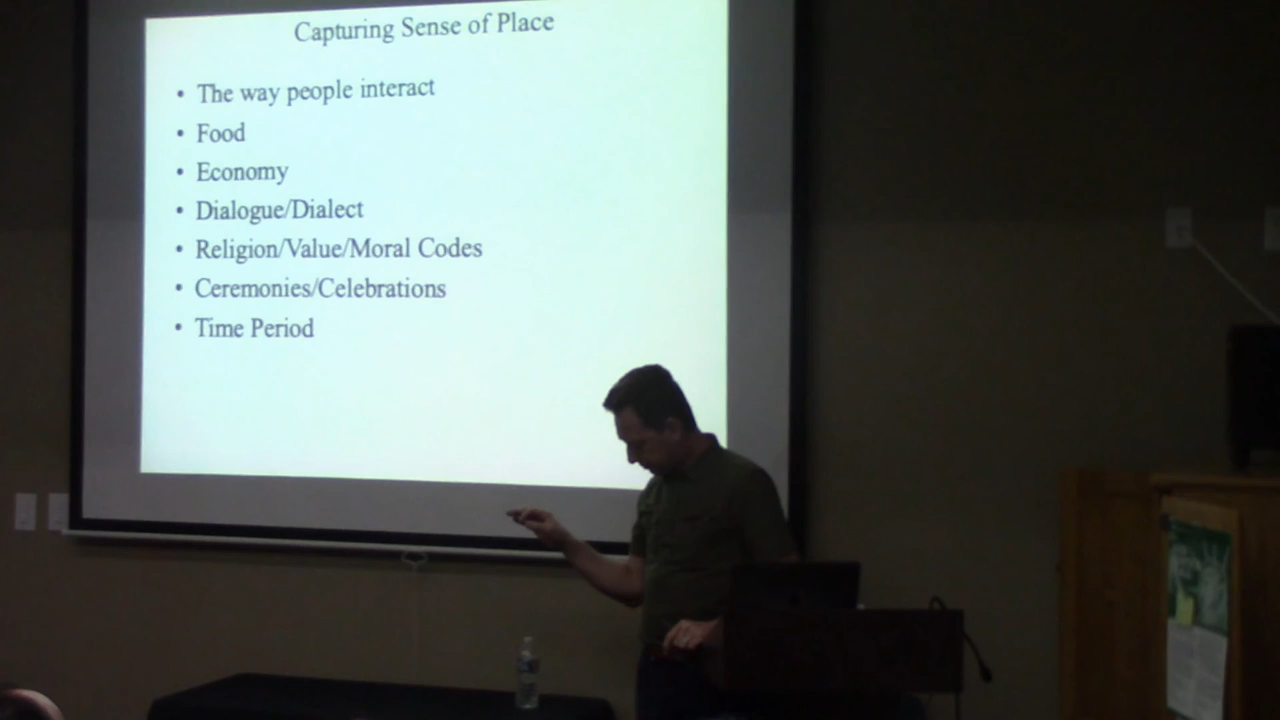 Capturing Sense of Place
• The way people interact
• Food
• Economy
• Dialogue/Dialect
• Religion/Value/Moral Codes
• Ceremonies/Celebrations
• Time Period